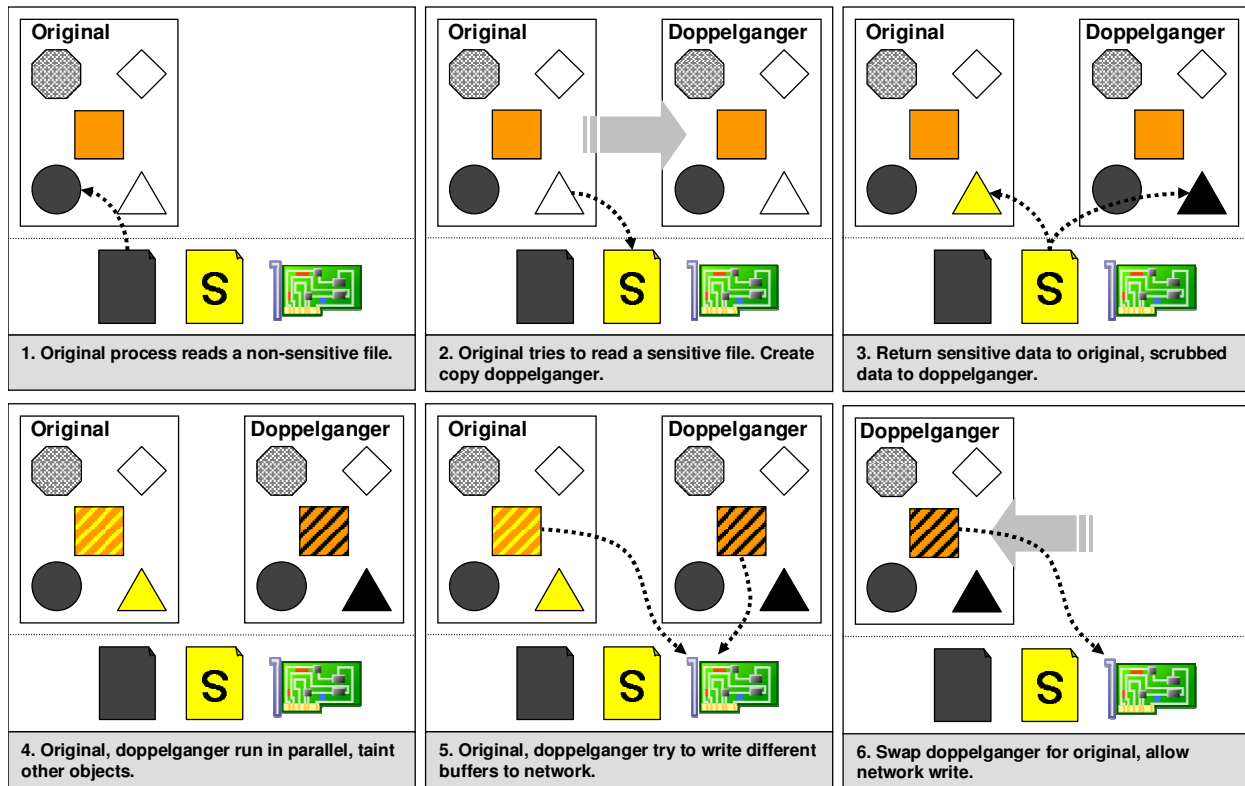 Original
1. Original process reads a non-sensitive file.
S
Original
Doppelganger
2. Original tries to read a sensitive file. Create
copy doppelganger.
S
Original
Doppelganger
3. Return sensitive data to original, scrubbed
data to doppelganger.
S
Original
Doppelganger
4. Original, doppelganger run in parallel, taint
other objects.
S
Original
Doppelganger
5. Original, doppelganger try to write different
buffers to network.
S
Doppelganger
6. Swap doppelganger for original, allow
network write.
S